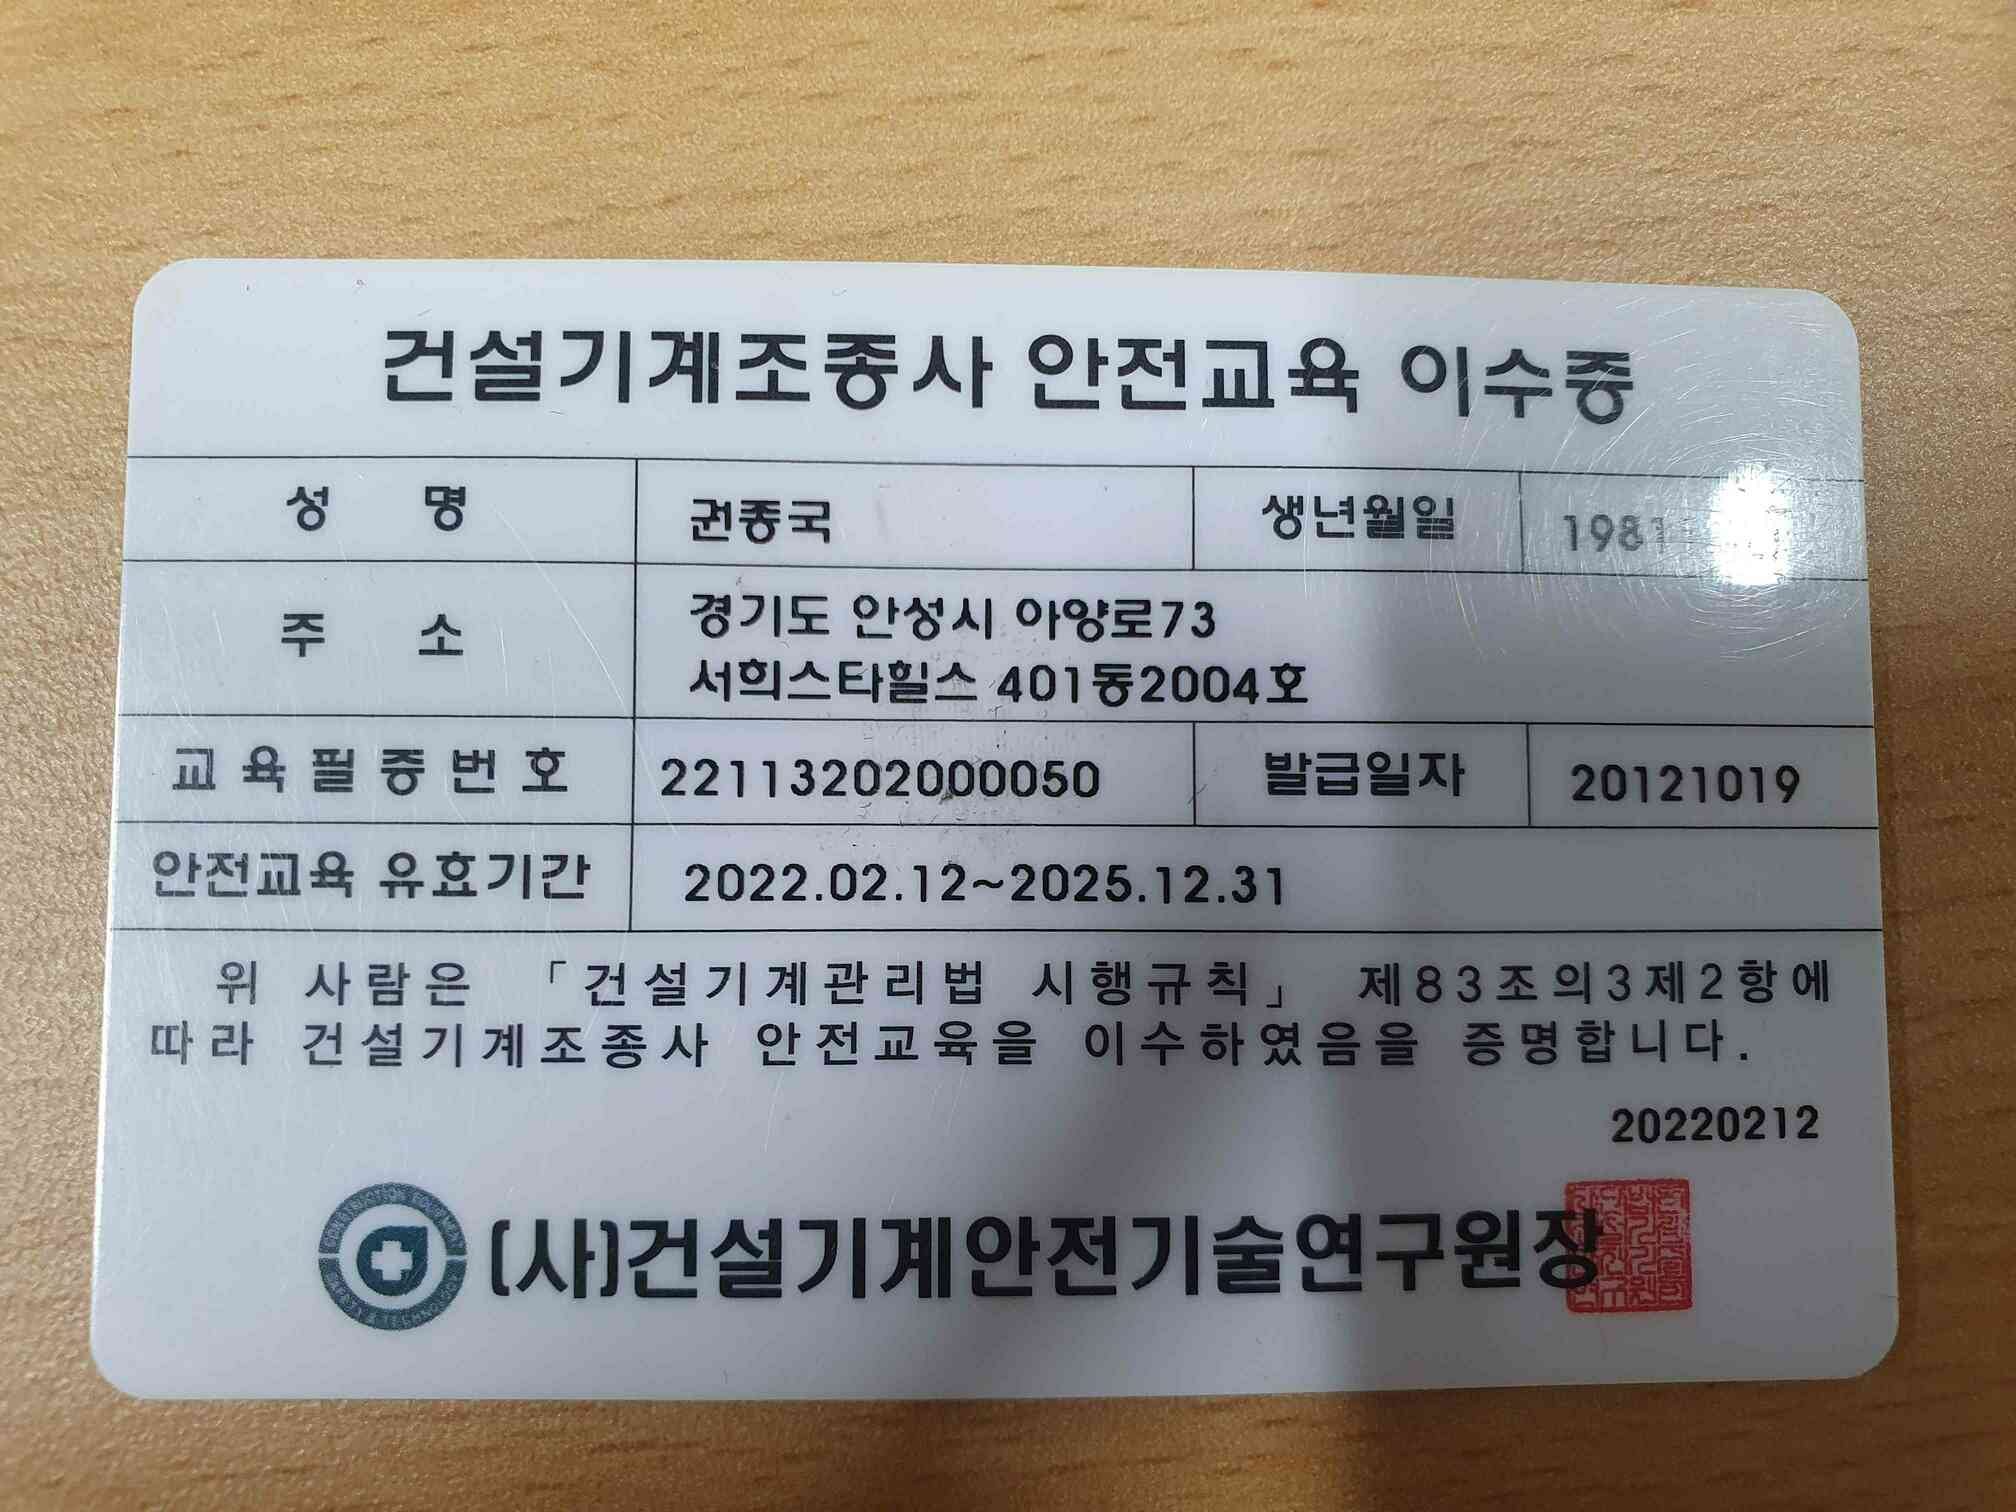 건설기계조종사 안전교육 이수증
성 명 권종국 생년월일 1981
주 소 경기도 안성시 아양로73
서희스타힐스 401동2004호
교육필증번호 22113202000050 발급일자 20121019
안전교육 유효기간 2022.02.12~2025.12.31
위 사람은 「건설기계관리법 시행규칙」 제83조의3제2항에
따라 건설기계조종사 안전교육을 이수하였음을 증명합니다.
20220212
CONSTRUCTION EQUIPMENT SAFETY & TECHNOLOGY
(사)건설기계안전기술연구원장